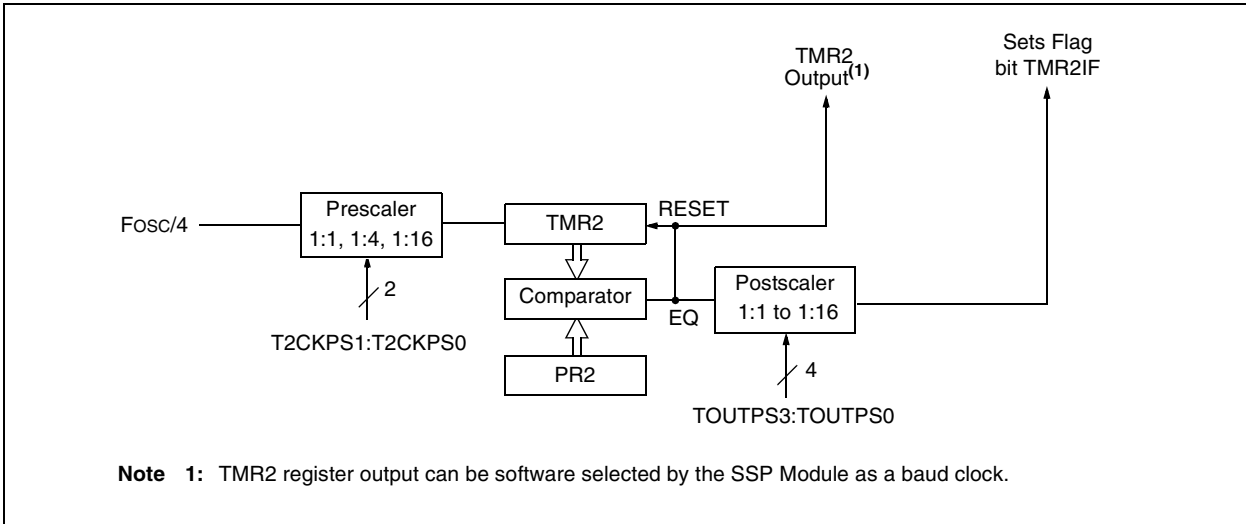 TMR2
Output(1)
Sets Flag
bit TMR2IF
FOSC/4
Prescaler
1:1, 1:4, 1:16
2
T2CKPS1:T2CKPS0
TMR2
RESET
Comparator
EQ
PR2
Postscaler
1:1 to 1:16
4
TOUTPS3:TOUTPS0
Note 1: TMR2 register output can be software selected by the SSP Module as a baud clock.